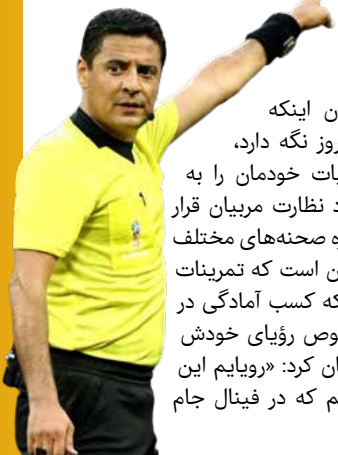 ن اینکه
روز نگه دارد،
بات خودمان را به
د نظارت مربیان قرار
ه صحنه‌های مختلف
ن است که تمرینات
که کسب آمادگی در
وص رؤیای خودش
ان کرد: «رویایم این
م که در فینال جام